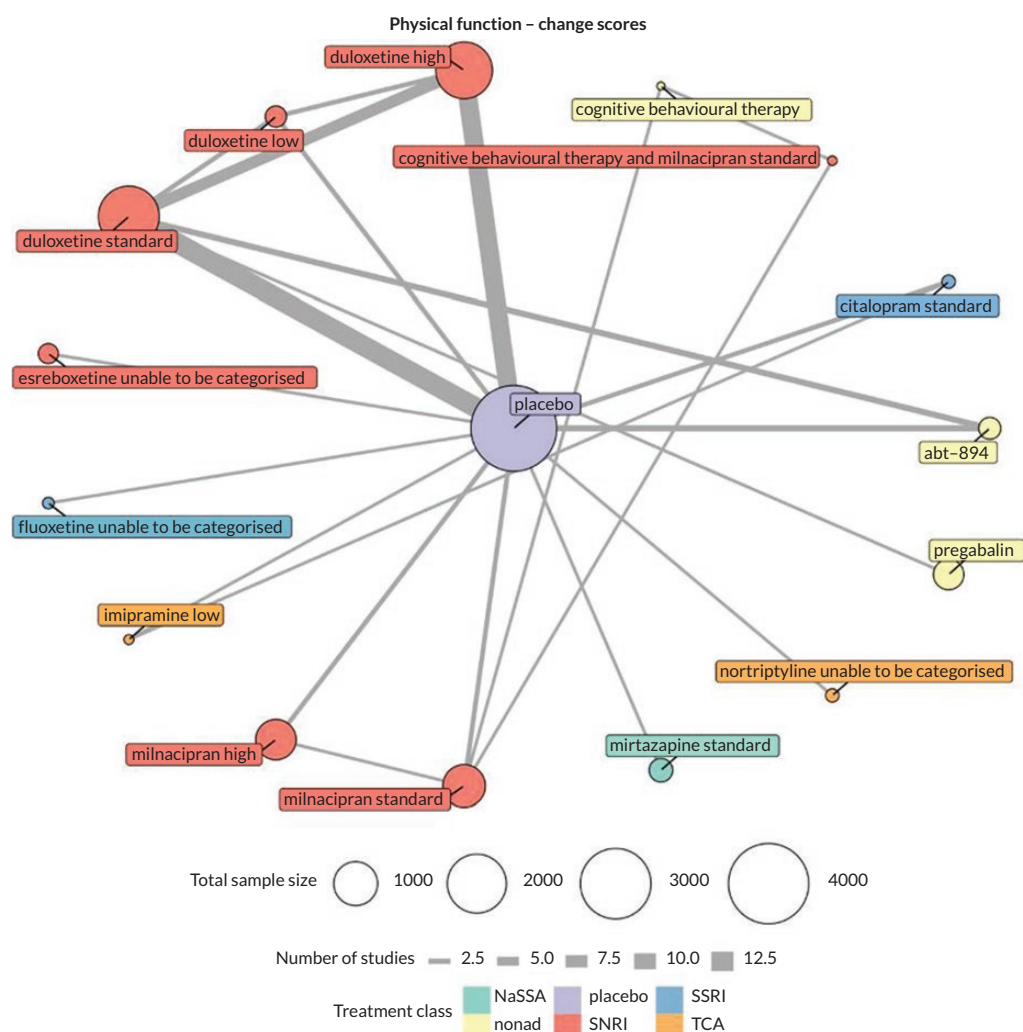 Physical function – change scores
duloxetine high
cognitive behavioural therapy
duloxetine low
cognitive behavioural therapy and milnacipran standard
duloxetine standard
citalopram standard
esreboxetine unable to be categorised
placebo
abt–894
fluoxetine unable to be categorised
pregabalin
imipramine low
nortriptyline unable to be categorised
milnacipran high
mirtazapine standard
milnacipran standard
Total sample size 1000 2000 3000 4000
Number of studies 2.5 5.0 7.5 10.0 12.5
Treatment class NaSSA placebo SSRI
nonad SNRI TCA